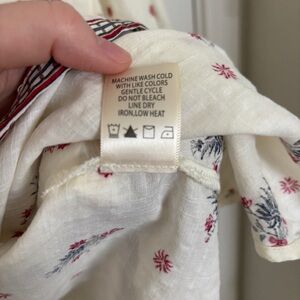 MACHINE WASH COLD
WITH LIKE COLORS
GENTLE CYCLE
DO NOT BLEACH
LINE DRY
IRON,LOW HEAT